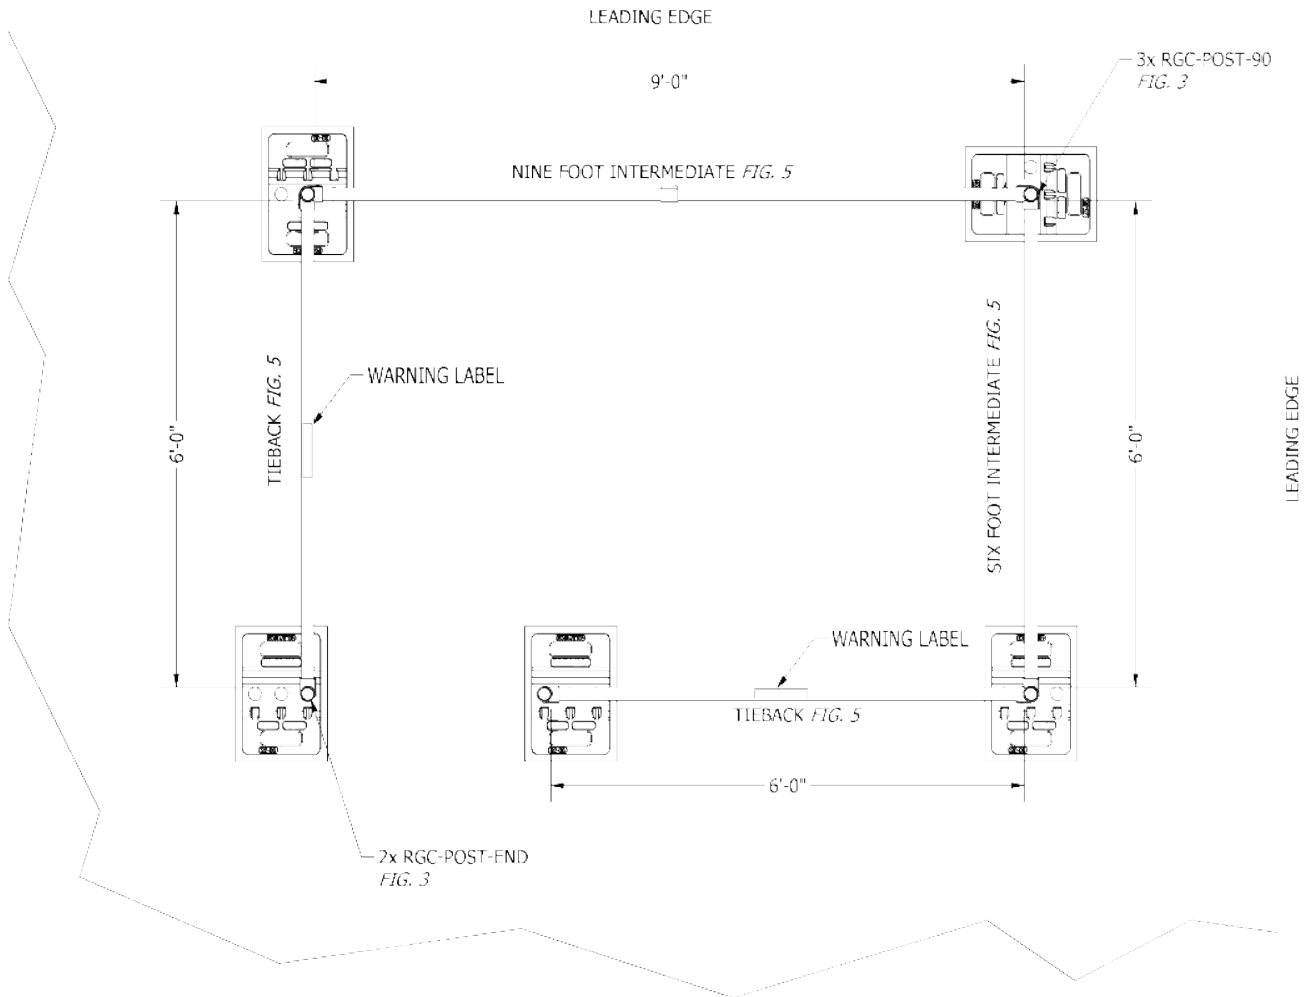 LEADING EDGE
3x RGC-POST-90
FIG. 3
9'-0"
NINE FOOT INTERMEDIATE FIG. 5
TIEBACK FIG. 5
WARNING LABEL
6'-0"
SIX FOOT INTERMEDIATE FIG. 5
6'-0"
LEADING EDGE
WARNING LABEL
TIEBACK FIG. 5
6'-0"
2x RGC-POST-END
FIG. 3